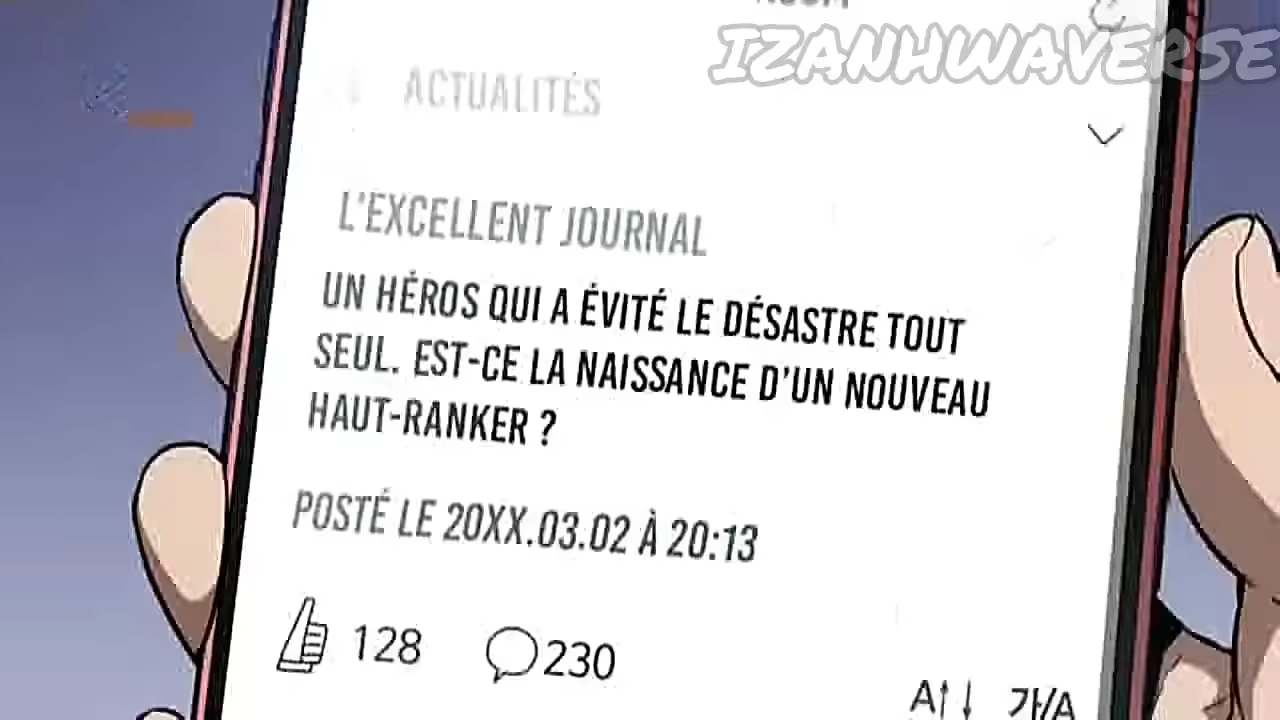 IZANHWAVERSE
ACTUALITÉS
L'EXCELLENT JOURNAL
UN HÉROS QUI A ÉVITÉ LE DÉSASTRE TOUT
SEUL. EST-CE LA NAISSANCE D'UN NOUVEAU
HAUT-RANKER ?
POSTÉ LE 20XX.03.02 À 20:13
128 230
A↑↓ 가/A